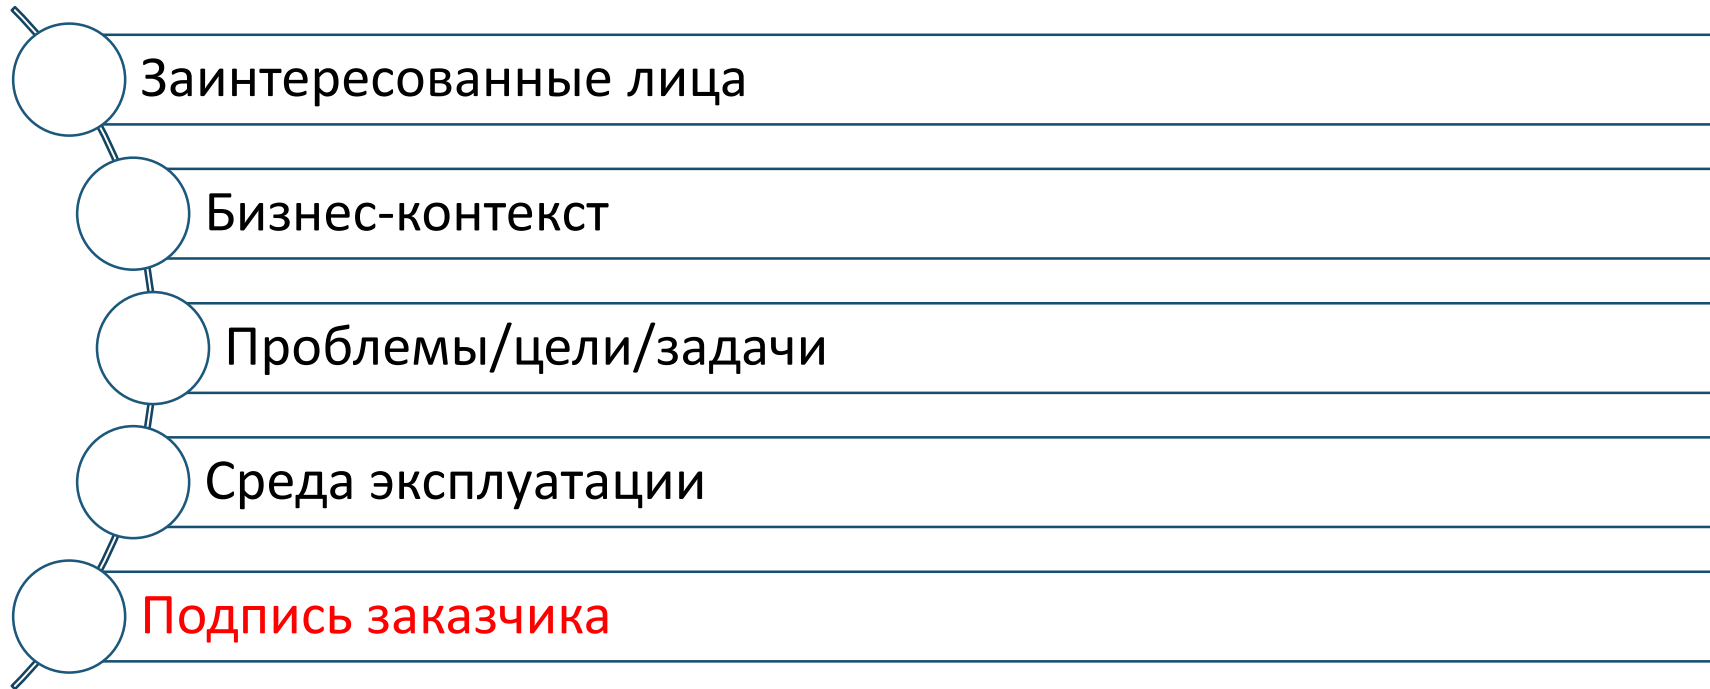 Заинтересованные лица
Бизнес-контекст
Проблемы/цели/задачи
Среда эксплуатации
Подпись заказчика